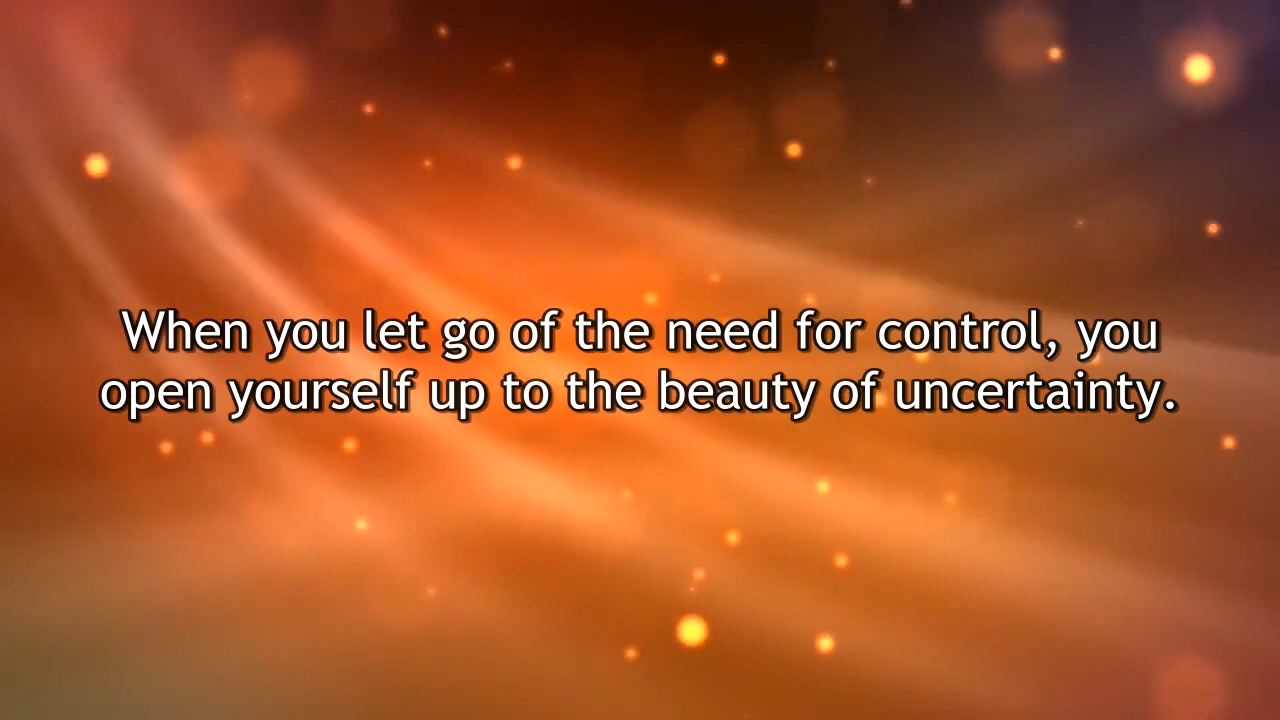 When you let go of the need for control, you
open yourself up to the beauty of uncertainty.